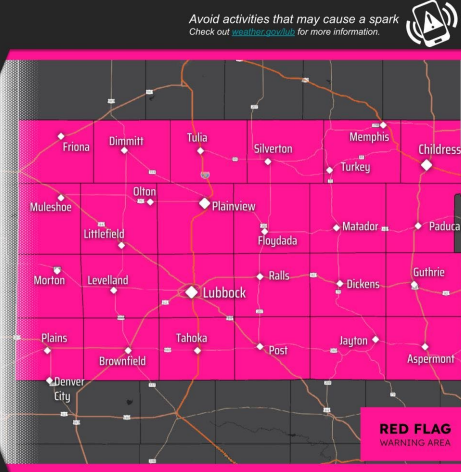 Avoid activities that may cause a spark
Check out weather.gov/lub for more information.
Friona
Dimmitt
Tulia
Silverton
Memphis
Childress
Turkey
Muleshoe
Olton
Plainview
Littlefield
Floydada
Matador
Paduca
Morton
Levelland
Lubbock
Ralls
Dickens
Guthrie
Plains
Brownfield
Tahoka
Post
Jayton
Aspermont
Denver
City
RED FLAG
WARNING AREA